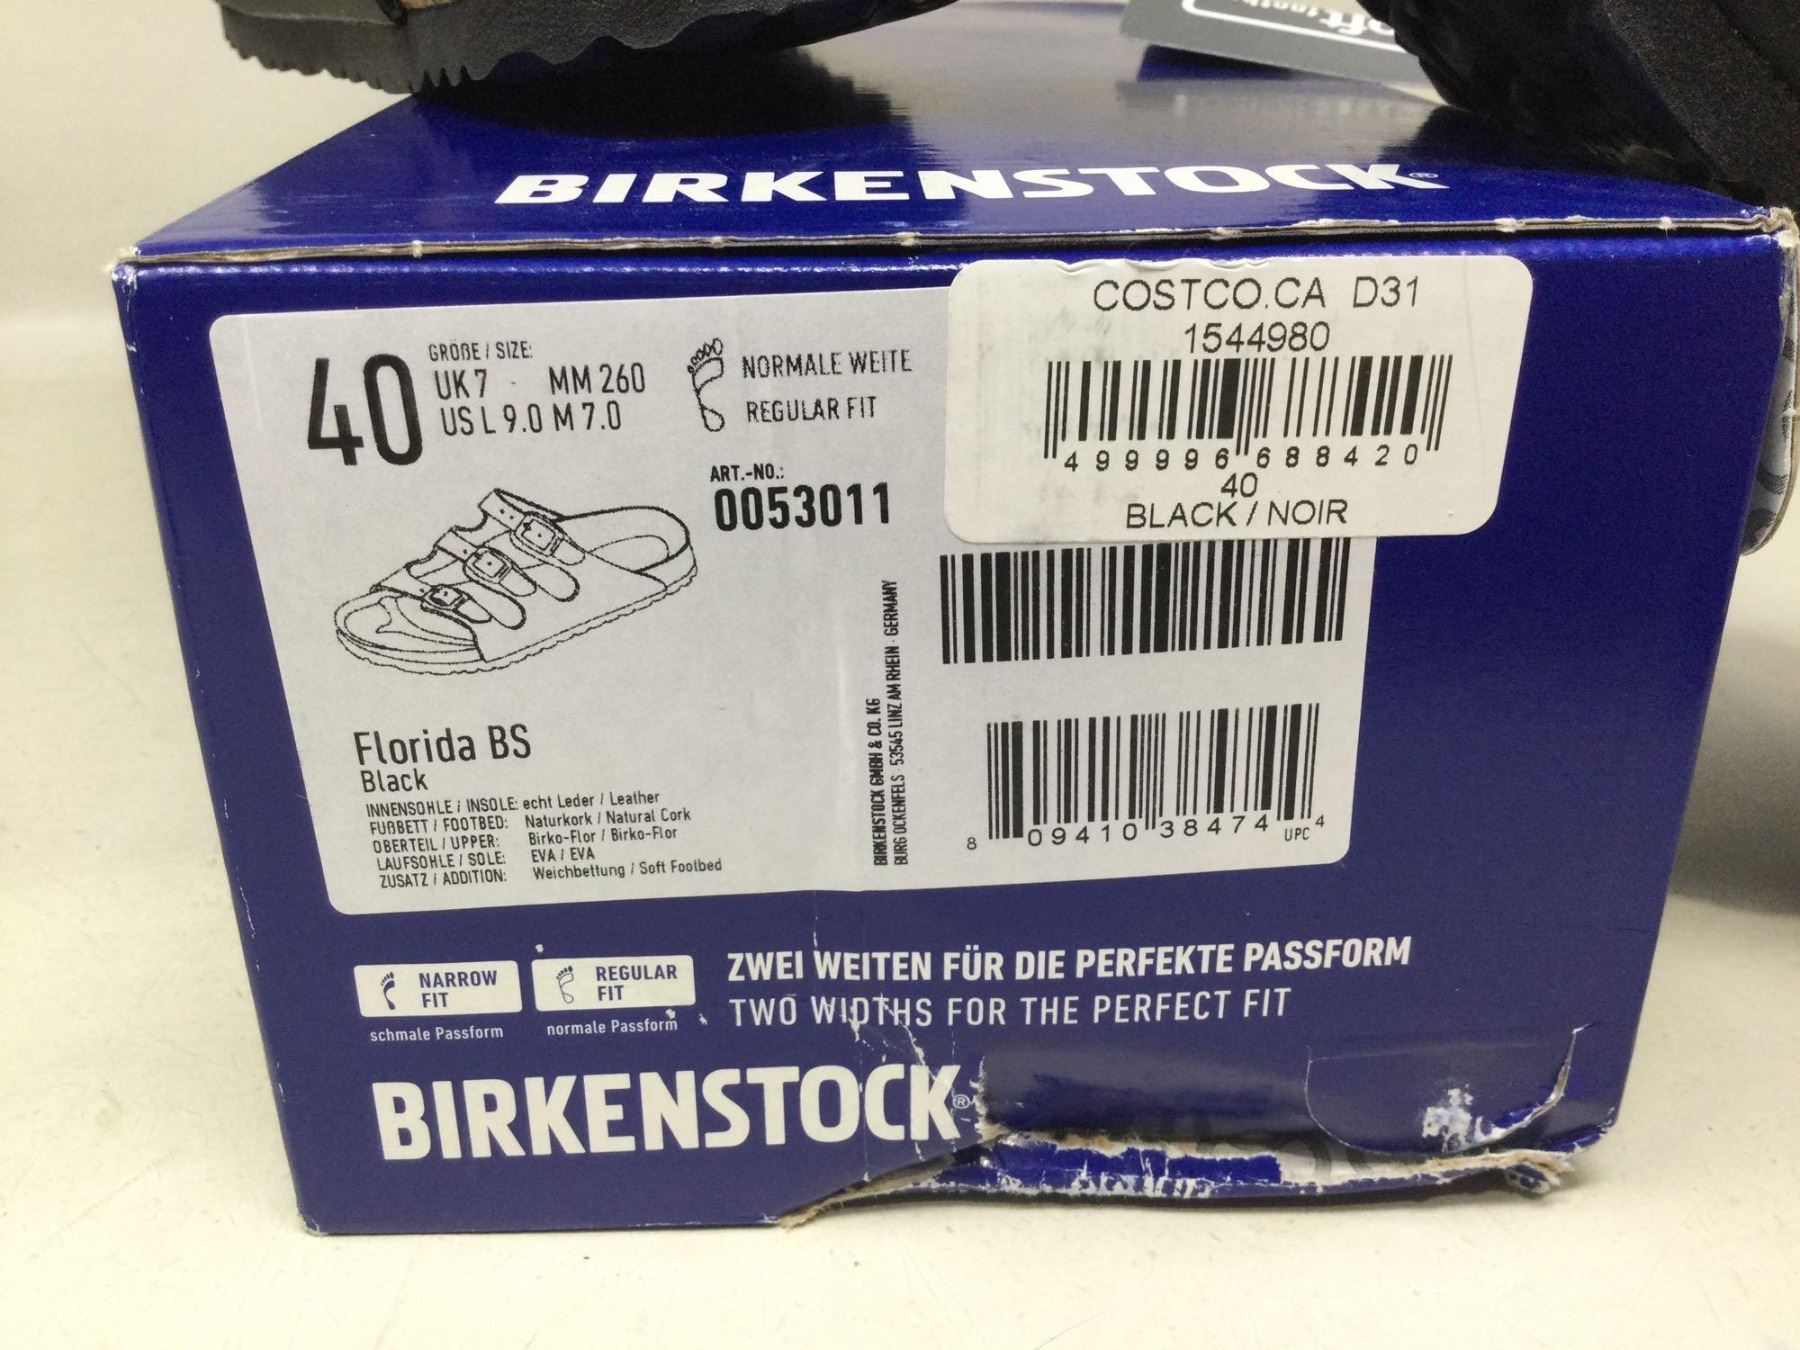 BIRKENSTOCK®
COSTCO.CA D31
1544980
499996 688420
40
BLACK / NOIR
40
GRÖßE / SIZE:
UK 7 MM 260
US L 9.0 M 7.0
NORMALE WEITE
REGULAR FIT
ART.-NO.:
0053011
Florida BS
Black
INNENSOHLE / INSOLE: echt Leder / Leather
FUßBETT / FOOTBED: Naturkork / Natural Cork
OBERTEIL / UPPER: Birko-Flor / Birko-Flor
LAUFSOHLE / SOLE: EVA / EVA
ZUSATZ / ADDITION: Weichbettung / Soft Footbed
BIRKENSTOCK GMBH & CO. KG
BURG OCKENFELS · 53545 LINZ AM RHEIN · GERMANY
8 09410 38474 UPC 4
NARROW FIT
schmale Passform
REGULAR FIT
normale Passform
ZWEI WEITEN FÜR DIE PERFEKTE PASSFORM
TWO WIDTHS FOR THE PERFECT FIT
BIRKENSTOCK®